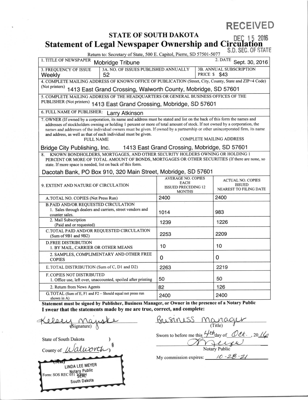 RECEIVED
DEC 15 2016
S.D. SEC. OF STATE
STATE OF SOUTH DAKOTA
Statement of Legal Newspaper Ownership and Circulation
Return to: Secretary of State, 500 E. Capitol, Pierre, SD 57501-5077
1. TITLE OF NEWSPAPER Mobridge Tribune
2. DATE Sept. 30, 2016
3. FREQUENCY OF ISSUE
Weekly
3A. NO. OF ISSUES PUBLISHED ANNUALLY
52
3B. ANNUAL SUBSCRIPTION
PRICE $ $43
4. COMPLETE MAILING ADDRESS OF KNOWN OFFICE OF PUBLICATION (Street, City, County, State and ZIP+4 Code)
(Not printers) 1413 East Grand Crossing, Walworth County, Mobridge, SD 57601
5. COMPLETE MAILING ADDRESS OF THE HEADQUARTERS OR GENERAL BUSINESS OFFICES OF THE
PUBLISHER (Not printer) 1413 East Grand Crossing, Mobridge, SD 57601
6. FULL NAME OF PUBLISHER: Larry Atkinson
7. OWNER (If owned by a corporation, its name and address must be stated and list on the back of this form the names and
addresses of stockholders owning or holding 1 percent or more of total amount of stock. If not owned by a corporation, the
names and addresses of the individual owners must be given. If owned by a partnership or other unincorporated firm, its name
and address, as well as that of each individual must be given.
FULL NAME COMPLETE MAILING ADDRESS
Bridge City Publishing, Inc. 1413 East Grand Crossing, Mobridge, SD 57601
8. KNOWN BONDHOLDERS, MORTGAGES, AND OTHER SECURITY HOLDERS OWNING OR HOLDING 1
PERCENT OR MORE OF TOTAL AMOUNT OF BONDS, MORTGAGES OR OTHER SECURITIES (If there are none, so
state. If more space is needed, list on back of this form).
Dacotah Bank, PO Box 910, 320 Main Street, Mobridge, SD 57601
9. EXTENT AND NATURE OF CIRCULATION
AVERAGE NO. COPIES
EACH
ISSUED PRECEDING 12
MONTHS
ACTUAL NO. COPIES
ISSUED
NEAREST TO FILING DATE
A. TOTAL NO. COPIES (Net Press Run) 2400 2400
B. PAID AND/OR REQUESTED CIRCULATION
1. Sales through dealers and carriers, street vendors and
counter sales. 1014 983
2. Mail Subscription
(Paid and or requested) 1239 1226
C. TOTAL PAID AND/OR REQUESTED CIRCULATION
(Sum of 9B1 and 9B2) 2253 2209
D. FREE DISTRIBUTION
1. BY MAIL, CARRIER OR OTHER MEANS 10 10
2. SAMPLES, COMPLIMENTARY AND OTHER FREE
COPIES 0 0
E. TOTAL DISTRIBUTION (Sum of C, D1 and D2) 2263 2219
F. COPIES NOT DISTRIBUTED
1. Office use, left over, unaccounted, spoiled after printing 50 50
2. Return from News Agents 82 126
G. TOTAL (Sum of E, F1 and F2 – Should equal net press run
shown in A) 2400 2400
Statement must be signed by Publisher, Business Manager, or Owner in the presence of a Notary Public
I swear that the statements made by me are true, correct, and complete:
Business manager
(Signature) (Title)
State of South Dakota )
Sworn to before me this 4th day of Oct. 2016
County of Walworth )
Notary Public
LINDA LEE MEYER
Notary Public
SEAL
South Dakota
My commission expires: 10-28-21